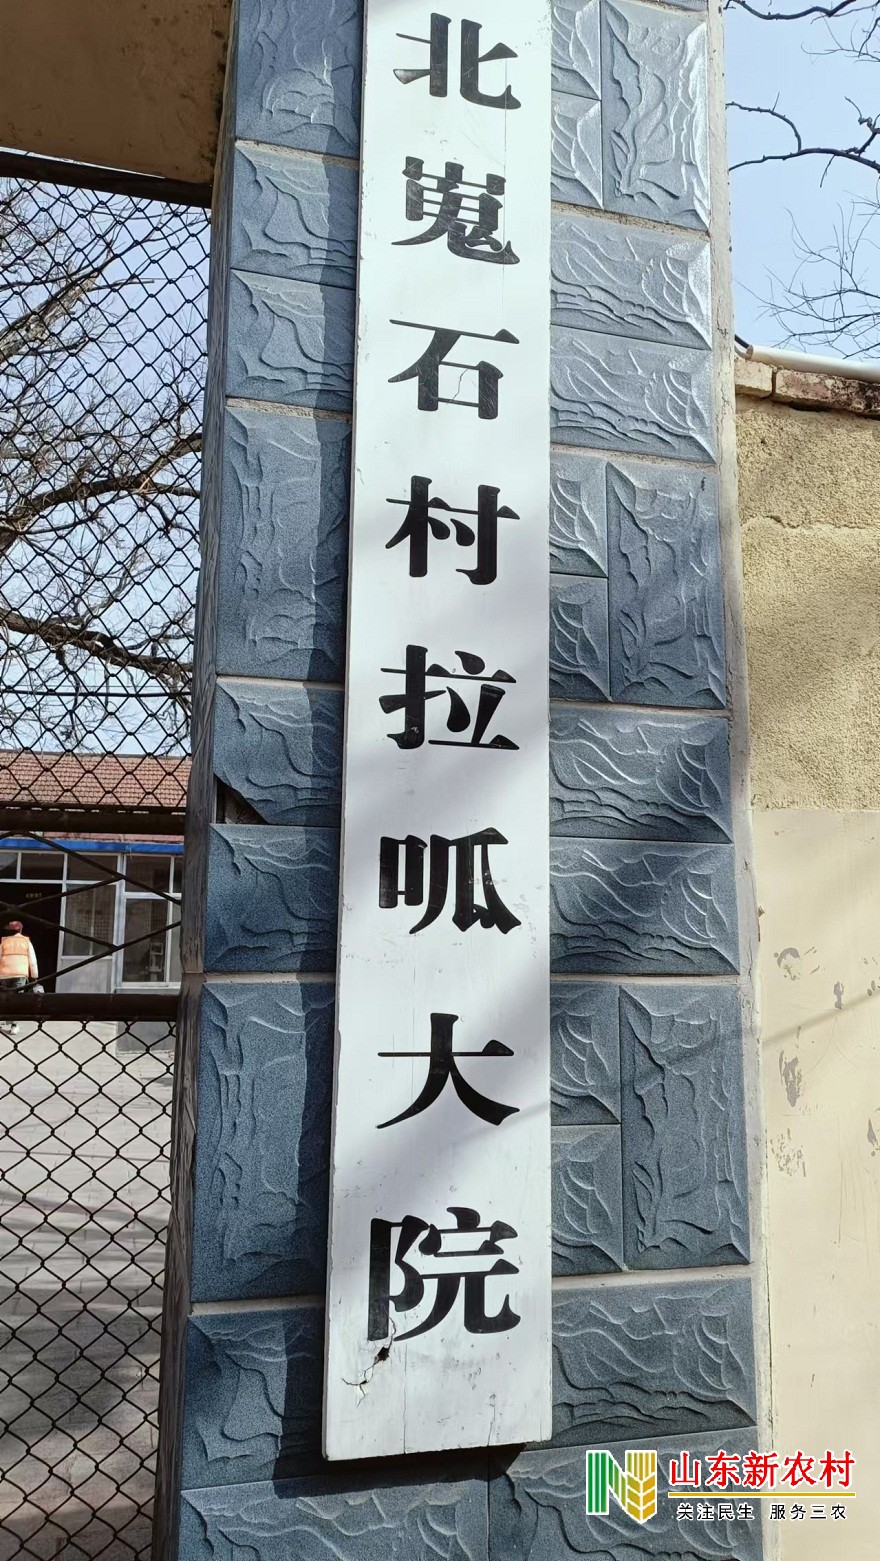 北嵬石村拉呱大院
山东新农村
关注民生 服务三农